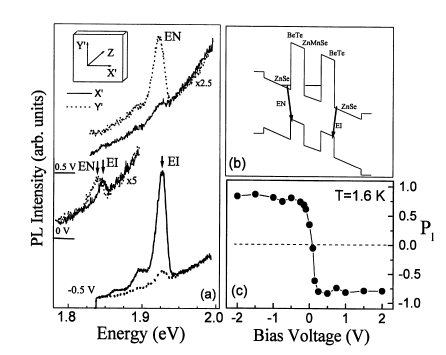 Y'
Z
X'
EN
x2.5
X'
Y'
0.5 V
EN
EI
EI
x5
0 V
-0.5 V
(a)
PL Intensity (arb. units)
1.8
1.9
2.0
Energy (eV)
BeTe
ZnMnSe
BeTe
ZnSe
ZnSe
EN
EI
(b)
T=1.6 K
1.0
0.5
0.0
-0.5
-1.0
P_l
(c)
-2
-1
0
1
2
Bias Voltage (V)